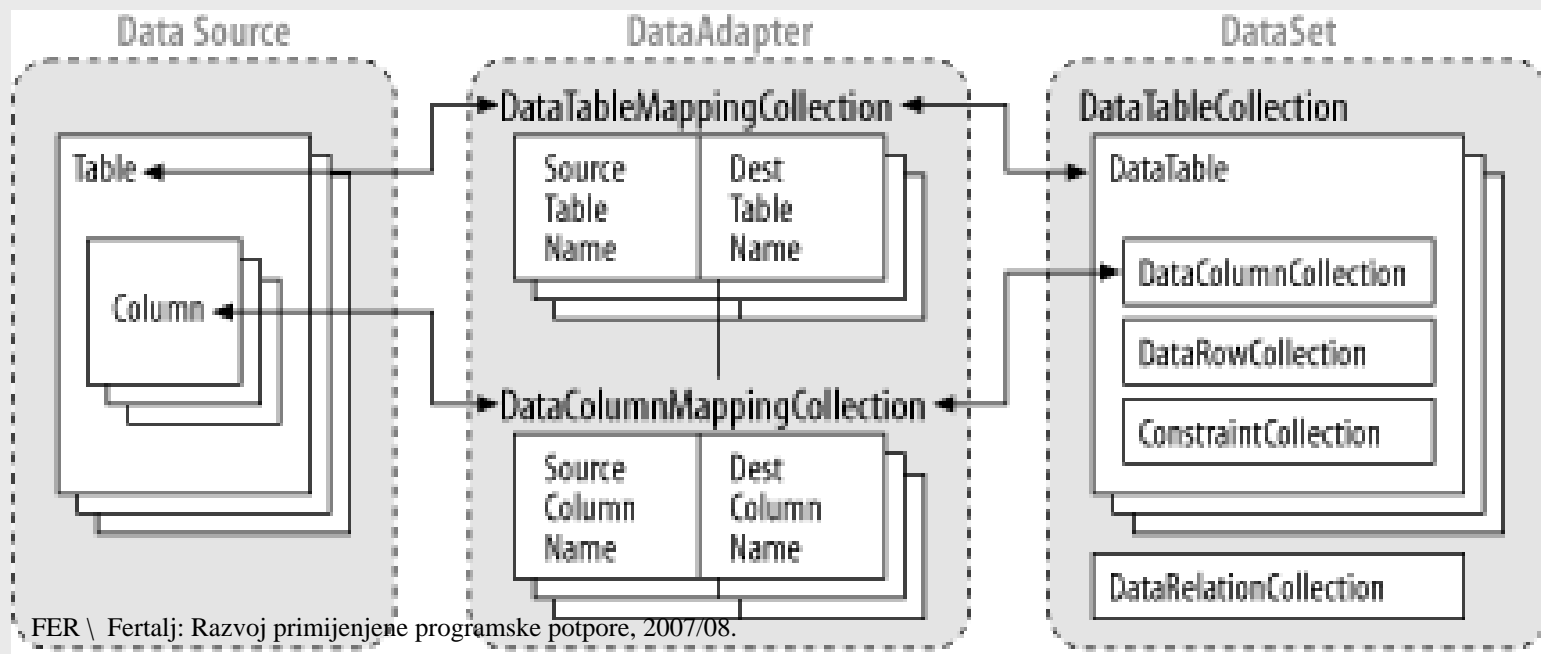 Data Source
DataAdapter
DataSet
DataTableMappingCollection
DataTableCollection
Table
Source
Table
Name
Dest
Table
Name
DataTable
Column
DataColumnCollection
DataRowCollection
ConstraintCollection
DataColumnMappingCollection
Source
Column
Name
Dest
Column
Name
DataRelationCollection
FER \ Fertalj: Razvoj primijenjene programske potpore, 2007/08.